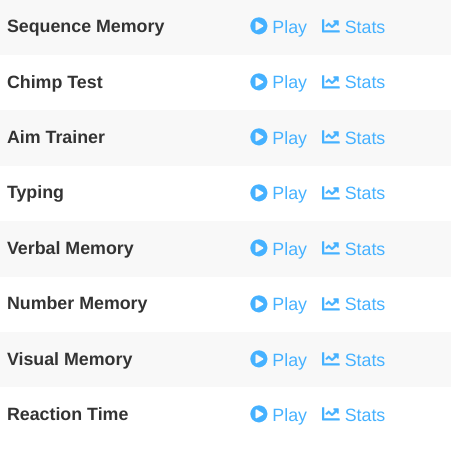 Sequence Memory Play Stats
Chimp Test Play Stats
Aim Trainer Play Stats
Typing Play Stats
Verbal Memory Play Stats
Number Memory Play Stats
Visual Memory Play Stats
Reaction Time Play Stats